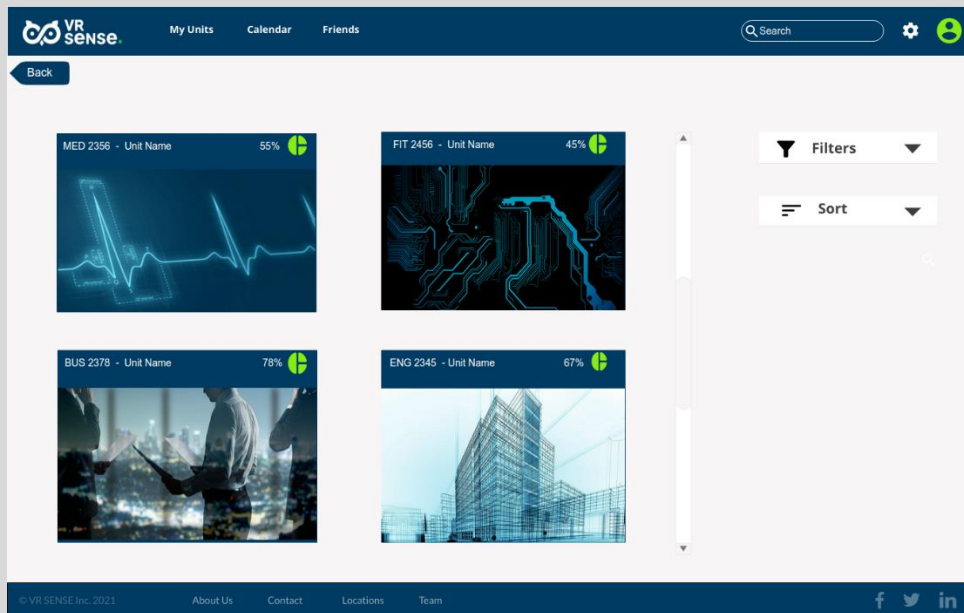 VR
sense.
My Units
Calendar
Friends
Search
Back
MED 2356 - Unit Name
55%
FIT 2456 - Unit Name
45%
Filters
Sort
BUS 2378 - Unit Name
78%
ENG 2345 - Unit Name
67%
© VR SENSE Inc. 2021
About Us
Contact
Locations
Team